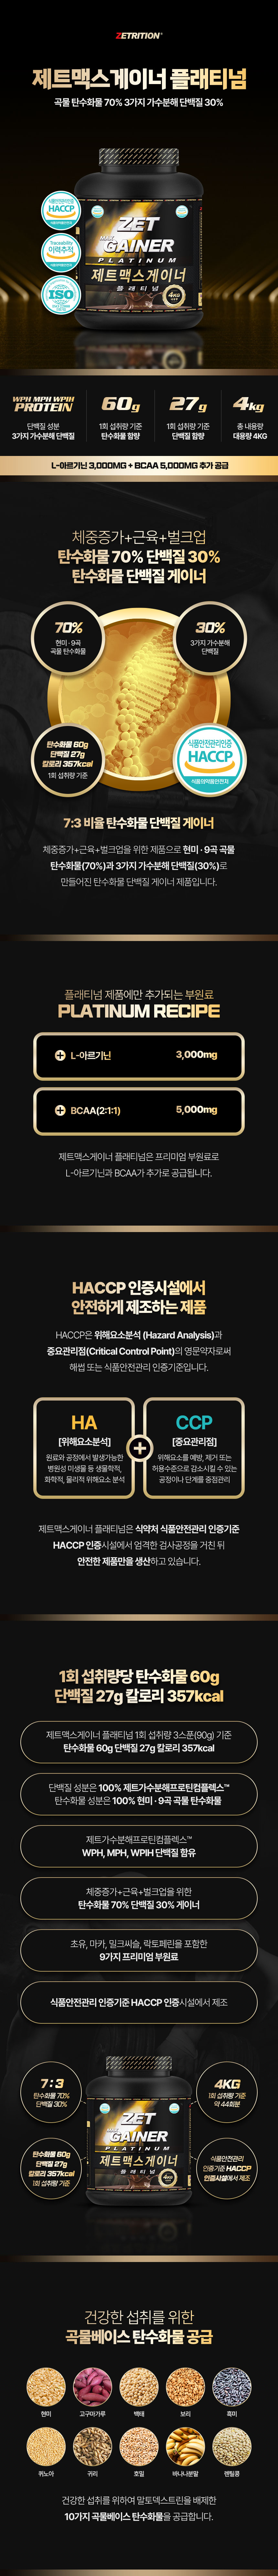 ZETRITION
제트맥스게이너 플래티넘
곡물 탄수화물 70% 3가지 가수분해 단백질 30%
식품안전관리인증
HACCP
Traceability
이력추적
ISO
ZET
MAX
GAINER
PLATINUM
제트맥스게이너
플래티넘
4KG
WPH MPH WPIH
PROTEIN
단백질 성분
3가지 가수분해 단백질
60g
1회 섭취량 기준
탄수화물 함량
27g
1회 섭취량 기준
단백질 함량
4kg
총 내용량
대용량 4KG
L-아르기닌 3,000MG + BCAA 5,000MG 추가 공급
체중증가+근육+벌크업
탄수화물 70% 단백질 30%
탄수화물 단백질 게이너
70%
현미 · 9곡
곡물 탄수화물
30%
3가지 가수분해
단백질
탄수화물 60g
단백질 27g
칼로리 357kcal
1회 섭취량 기준
식품안전관리인증
HACCP
식품의약품안전처
7:3 비율 탄수화물 단백질 게이너
체중증가+근육+벌크업을 위한 제품으로 현미 · 9곡 곡물
탄수화물(70%)과 3가지 가수분해 단백질(30%)로
만들어진 탄수화물 단백질 게이너 제품입니다.
플래티넘 제품에만 추가되는 부원료
PLATINUM RECIPE
L-아르기닌 3,000mg
BCAA(2:1:1) 5,000mg
제트맥스게이너 플래티넘은 프리미엄 부원료로
L-아르기닌과 BCAA가 추가로 공급됩니다.
HACCP 인증시설에서
안전하게 제조하는 제품
HACCP은 위해요소분석 (Hazard Analysis)과
중요관리점(Critical Control Point)의 영문약자로써
해썹 또는 식품안전관리 인증기준입니다.
HA
[위해요소분석]
원료와 공정에서 발생가능한
병원성 미생물 등 생물학적,
화학적, 물리적 위해요소 분석
CCP
[중요관리점]
위해요소를 예방, 제거 또는
허용수준으로 감소시킬 수 있는
공정이나 단계를 중점관리
제트맥스게이너 플래티넘은 식약처 식품안전관리 인증기준
HACCP 인증시설에서 엄격한 검사공정을 거친 뒤
안전한 제품만을 생산하고 있습니다.
1회 섭취량당 탄수화물 60g
단백질 27g 칼로리 357kcal
제트맥스게이너 플래티넘 1회 섭취량 3스푼(90g) 기준
탄수화물 60g 단백질 27g 칼로리 357kcal
단백질 성분은 100% 제트가수분해프로틴컴플렉스™
탄수화물 성분은 100% 현미 · 9곡 곡물 탄수화물
제트가수분해프로틴컴플렉스™
WPH, MPH, WPIH 단백질 함유
체중증가+근육+벌크업을 위한
탄수화물 70% 단백질 30% 게이너
초유, 마카, 밀크씨슬, 락토페린을 포함한
9가지 프리미엄 부원료
식품안전관리 인증기준 HACCP 인증시설에서 제조
7 : 3
탄수화물 70%
단백질 30%
4KG
1회 섭취량 기준
약 44회분
탄수화물 60g
단백질 27g
칼로리 357kcal
1회 섭취량 기준
식품안전관리
인증기준 HACCP
인증시설에서 제조
ZET
MAX
GAINER
PLATINUM
제트맥스게이너
플래티넘
4KG
건강한 섭취를 위한
곡물베이스 탄수화물 공급
현미 고구마가루 백태 보리 흑미
퀴노아 귀리 호밀 바나나분말 렌틸콩
건강한 섭취를 위하여 말토덱스트린을 배제한
10가지 곡물베이스 탄수화물을 공급합니다.